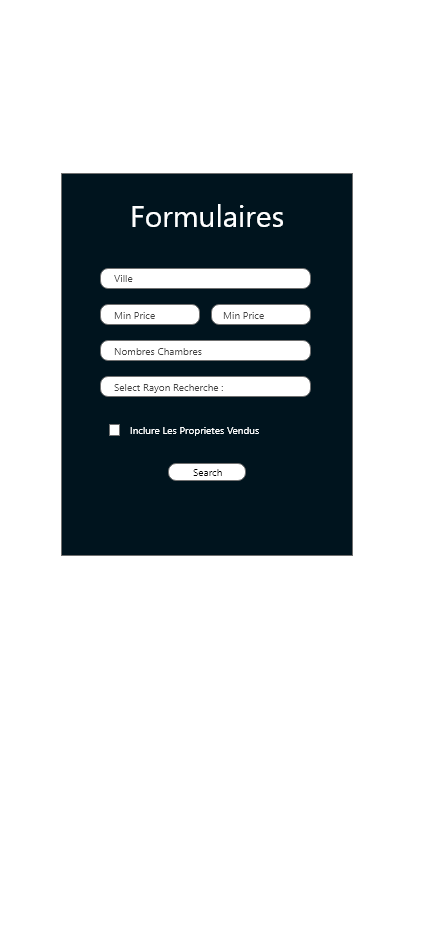 Formulaires
Ville
Min Price Min Price
Nombres Chambres
Select Rayon Recherche :
Inclure Les Proprietes Vendus
Search